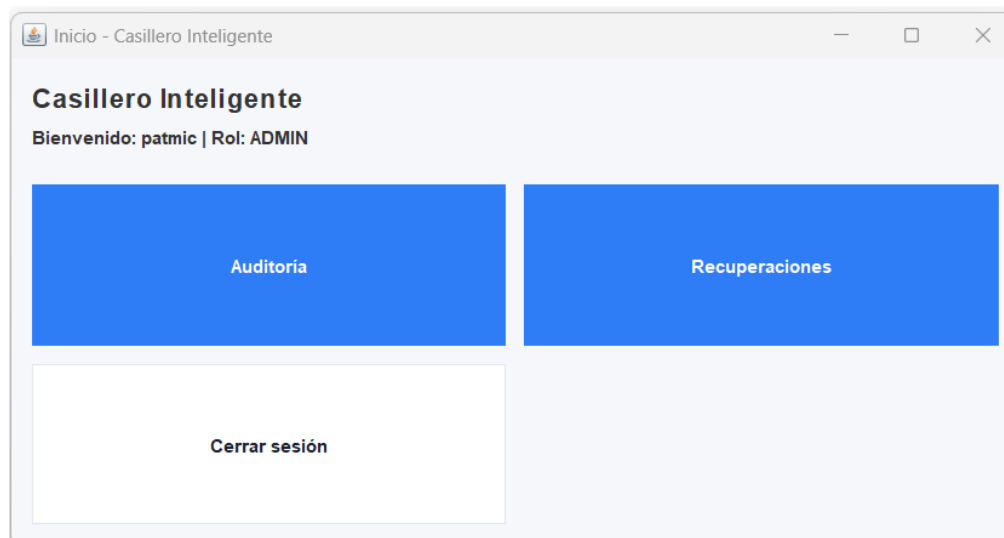 Inicio - Casillero Inteligente
Casillero Inteligente
Bienvenido: patmic | Rol: ADMIN
Auditoría
Recuperaciones
Cerrar sesión